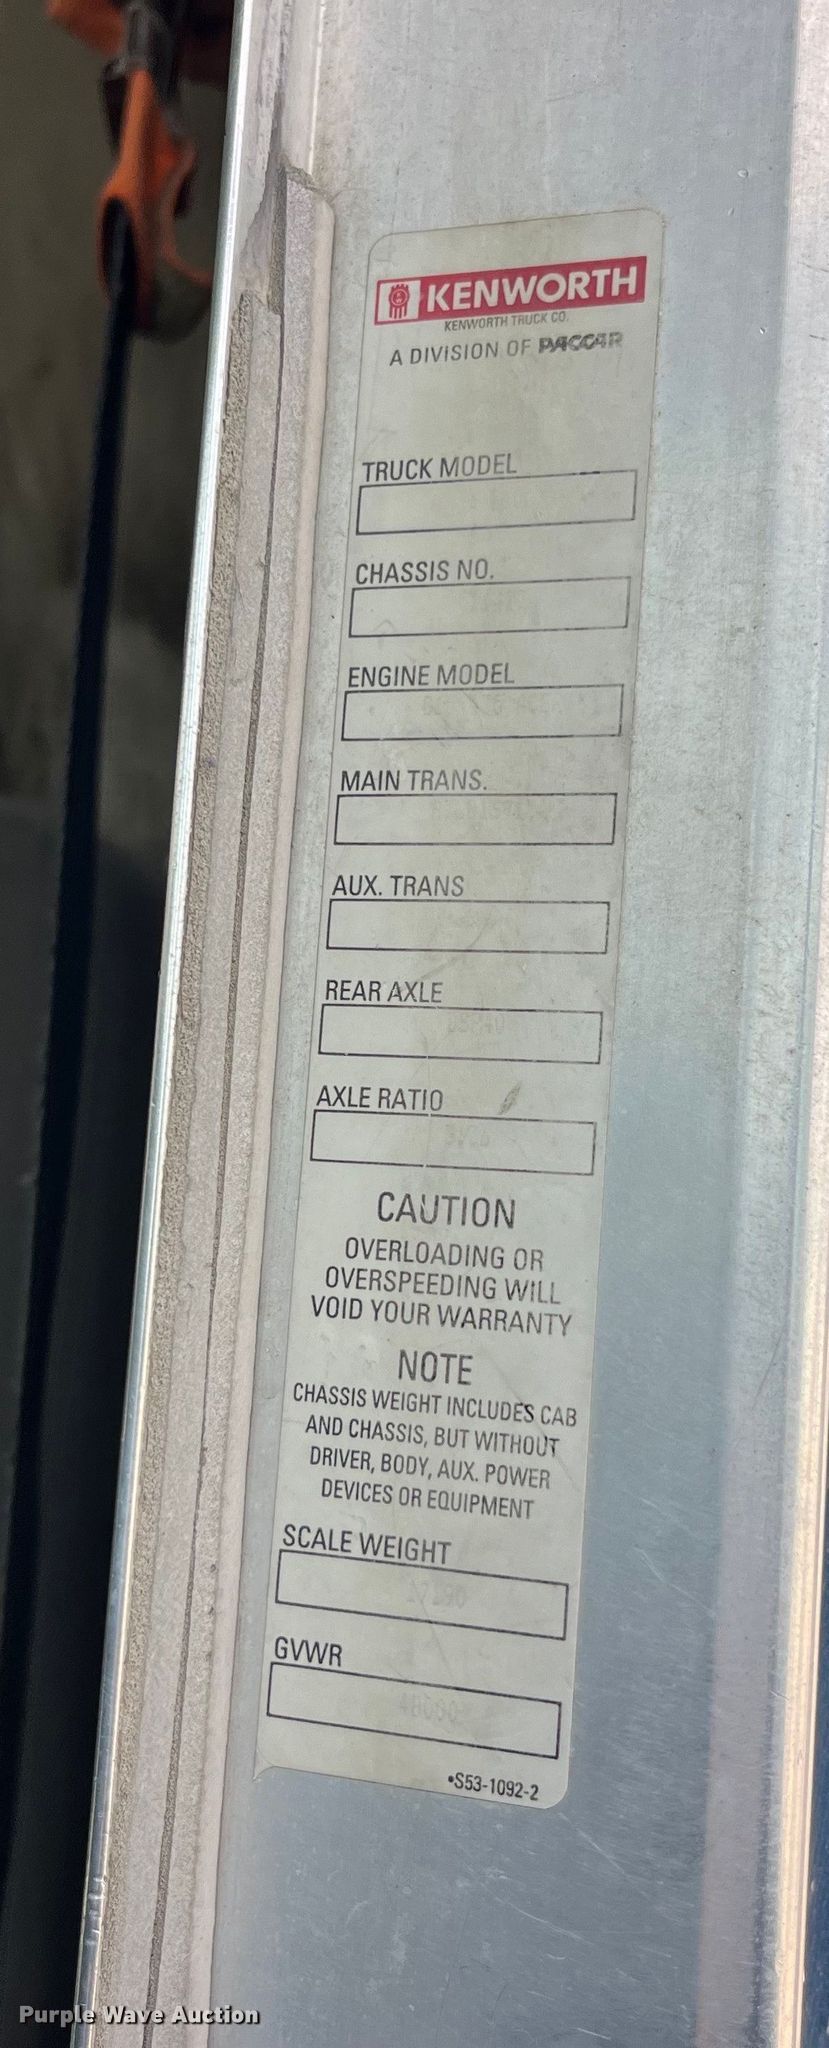 KENWORTH
KENWORTH TRUCK CO.
A DIVISION OF PACCAR
TRUCK MODEL
CHASSIS NO.
ENGINE MODEL
MAIN TRANS.
AUX. TRANS
REAR AXLE
AXLE RATIO
CAUTION
OVERLOADING OR
OVERSPEEDING WILL
VOID YOUR WARRANTY
NOTE
CHASSIS WEIGHT INCLUDES CAB
AND CHASSIS, BUT WITHOUT
DRIVER, BODY, AUX. POWER
DEVICES OR EQUIPMENT
SCALE WEIGHT
GVWR
•S53-1092-2
Purple Wave Auction